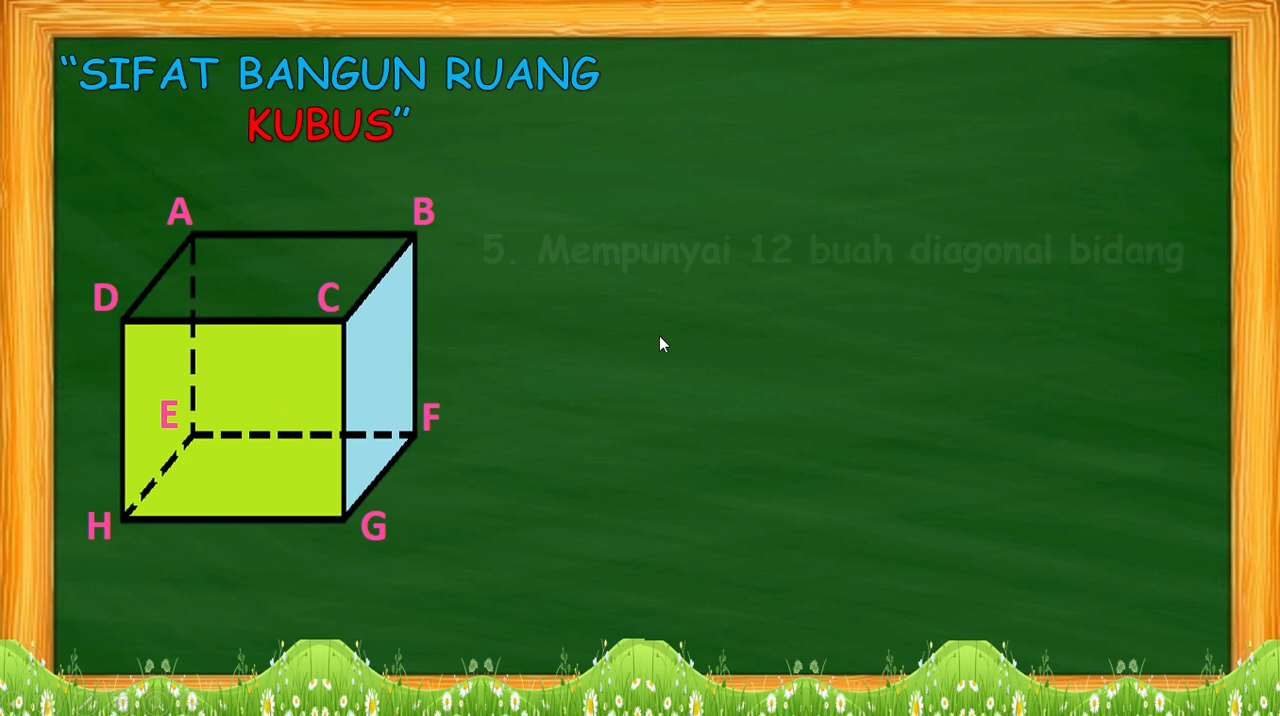 “SIFAT BANGUN RUANG
KUBUS”
A
B
D
C
5. Mempunyai 12 buah diagonal bidang
E
F
H
G